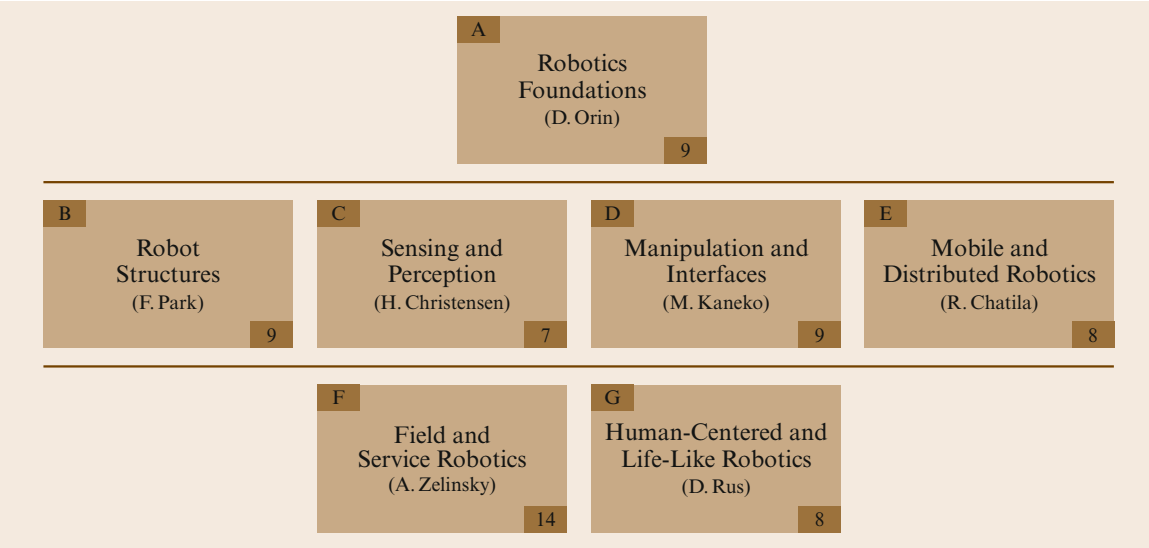 A
Robotics
Foundations
(D. Orin)
9
B
Robot
Structures
(F. Park)
9
C
Sensing and
Perception
(H. Christensen)
7
D
Manipulation and
Interfaces
(M. Kaneko)
9
E
Mobile and
Distributed Robotics
(R. Chatila)
8
F
Field and
Service Robotics
(A. Zelinsky)
14
G
Human-Centered and
Life-Like Robotics
(D. Rus)
8